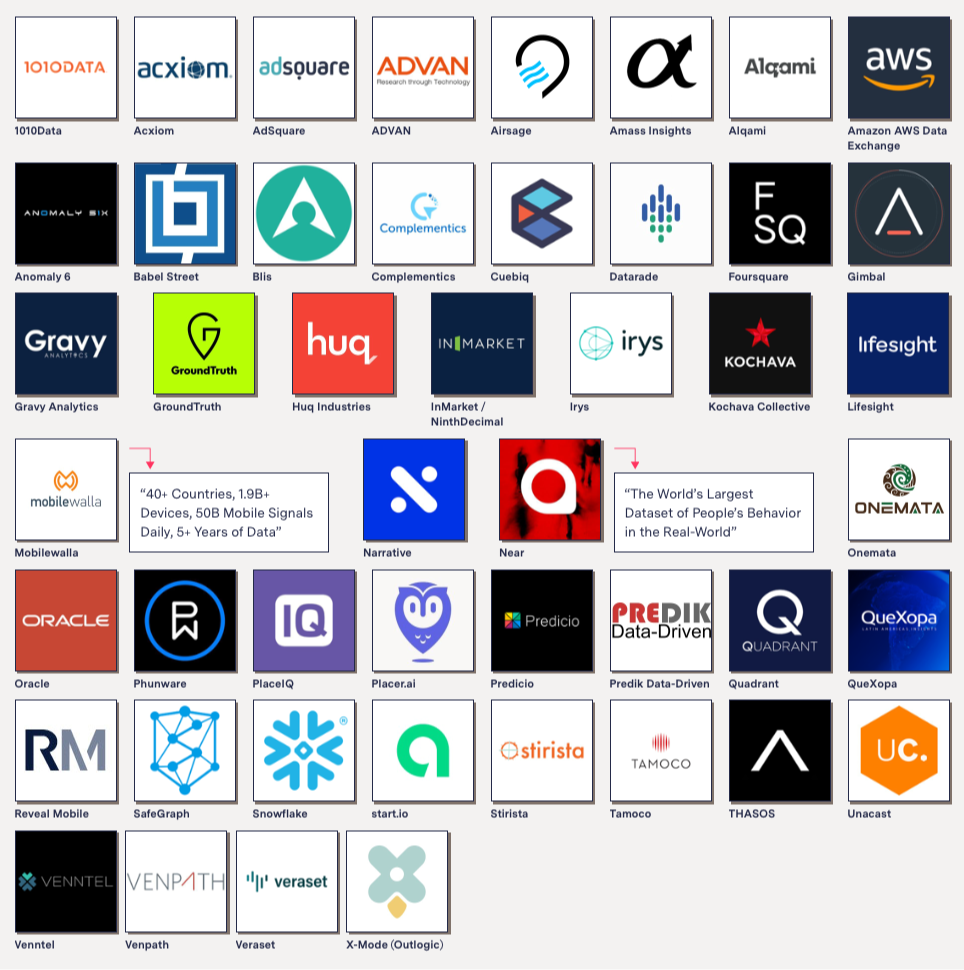 1010DATA
acxiom.
adsquare
ADVAN
Research through Technology
Alqami
aws
1010Data
Acxiom
AdSquare
ADVAN
Airsage
Amass Insights
Alqami
Amazon AWS Data
Exchange
ANOMALY SIX
Complementics
F
SQ
Anomaly 6
Babel Street
Blis
Complementics
Cuebiq
Datarade
Foursquare
Gimbal
Gravy
ANALYTICS
GroundTruth
huq
INMARKET
irys
KOCHAVA
lifesight
Gravy Analytics
GroundTruth
Huq Industries
InMarket /
NinthDecimal
Irys
Kochava Collective
Lifesight
mobilewalla
“40+ Countries, 1.9B+
Devices, 50B Mobile Signals
Daily, 5+ Years of Data”
“The World’s Largest
Dataset of People’s Behavior
in the Real-World”
ONEMATA
Mobilewalla
Narrative
Near
Onemata
ORACLE
PW
IQ
Predicio
PREDIK
Data-Driven
Q
QUADRANT
QueXopa
LATIN AMERICAN INSIGHTS
Oracle
Phunware
PlaceIQ
Placer.ai
Predicio
Predik Data-Driven
Quadrant
QueXopa
RM
®
a
stirista
TAMOCO
UC.
Reveal Mobile
SafeGraph
Snowflake
start.io
Stirista
Tamoco
THASOS
Unacast
VENNTEL
VENPATH
veraset
Venntel
Venpath
Veraset
X-Mode (Outlogic)